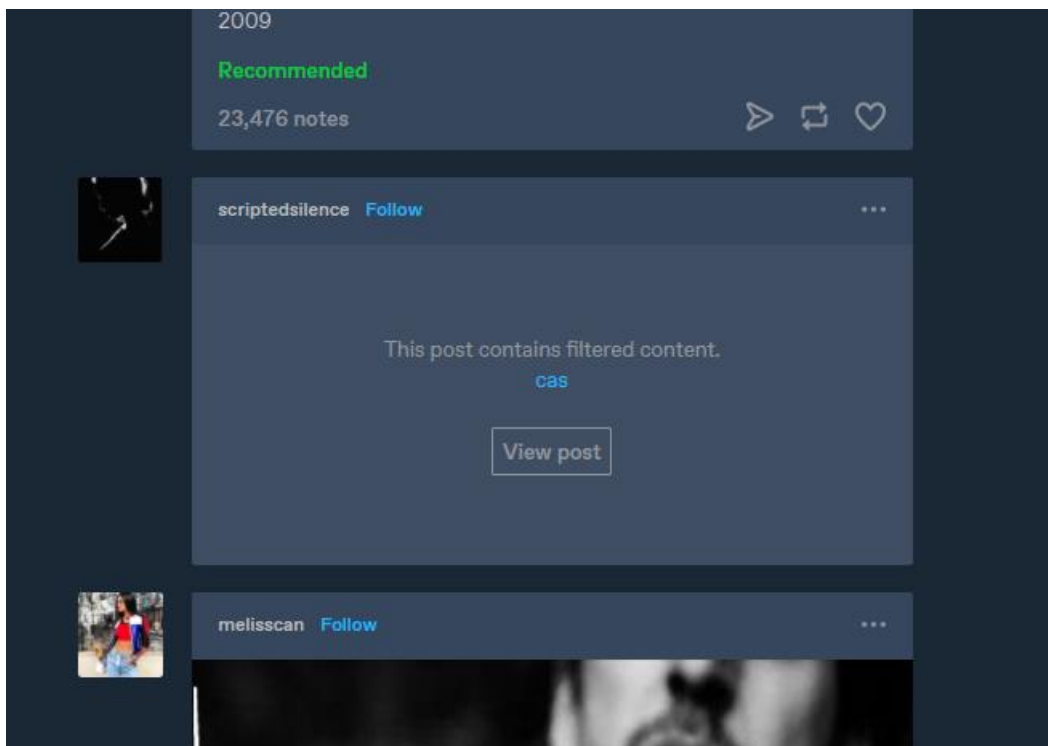 2009
Recommended
23,476 notes
scriptedsilence Follow
This post contains filtered content.
cas
View post
melisscan Follow